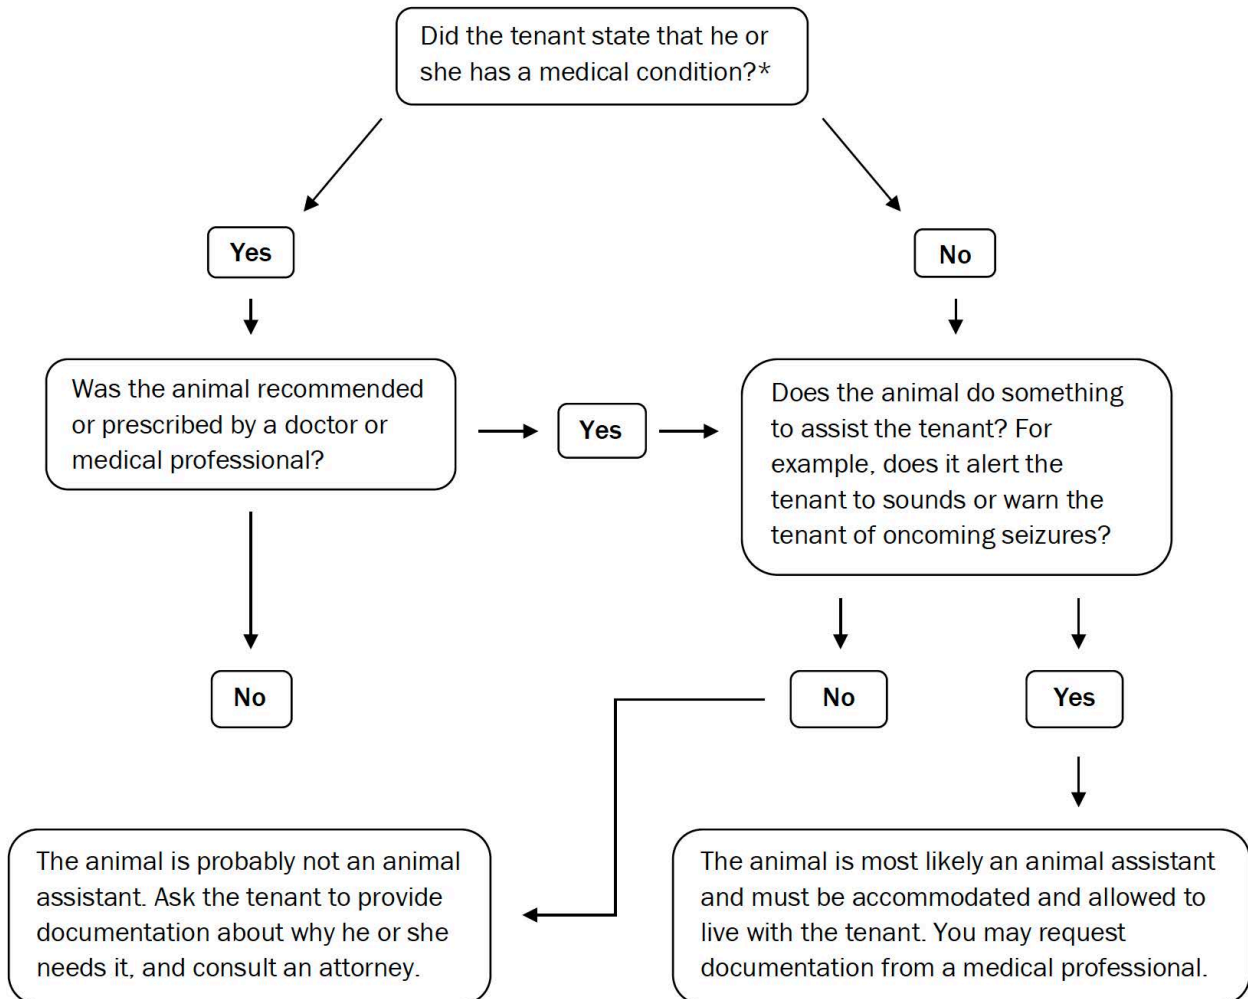 Did the tenant state that he or
she has a medical condition?*
Yes
No
Was the animal recommended
or prescribed by a doctor or
medical professional?
Yes
Does the animal do something
to assist the tenant? For
example, does it alert the
tenant to sounds or warn the
tenant of oncoming seizures?
No
No
Yes
The animal is probably not an animal
assistant. Ask the tenant to provide
documentation about why he or she
needs it, and consult an attorney.
The animal is most likely an animal assistant
and must be accommodated and allowed to
live with the tenant. You may request
documentation from a medical professional.